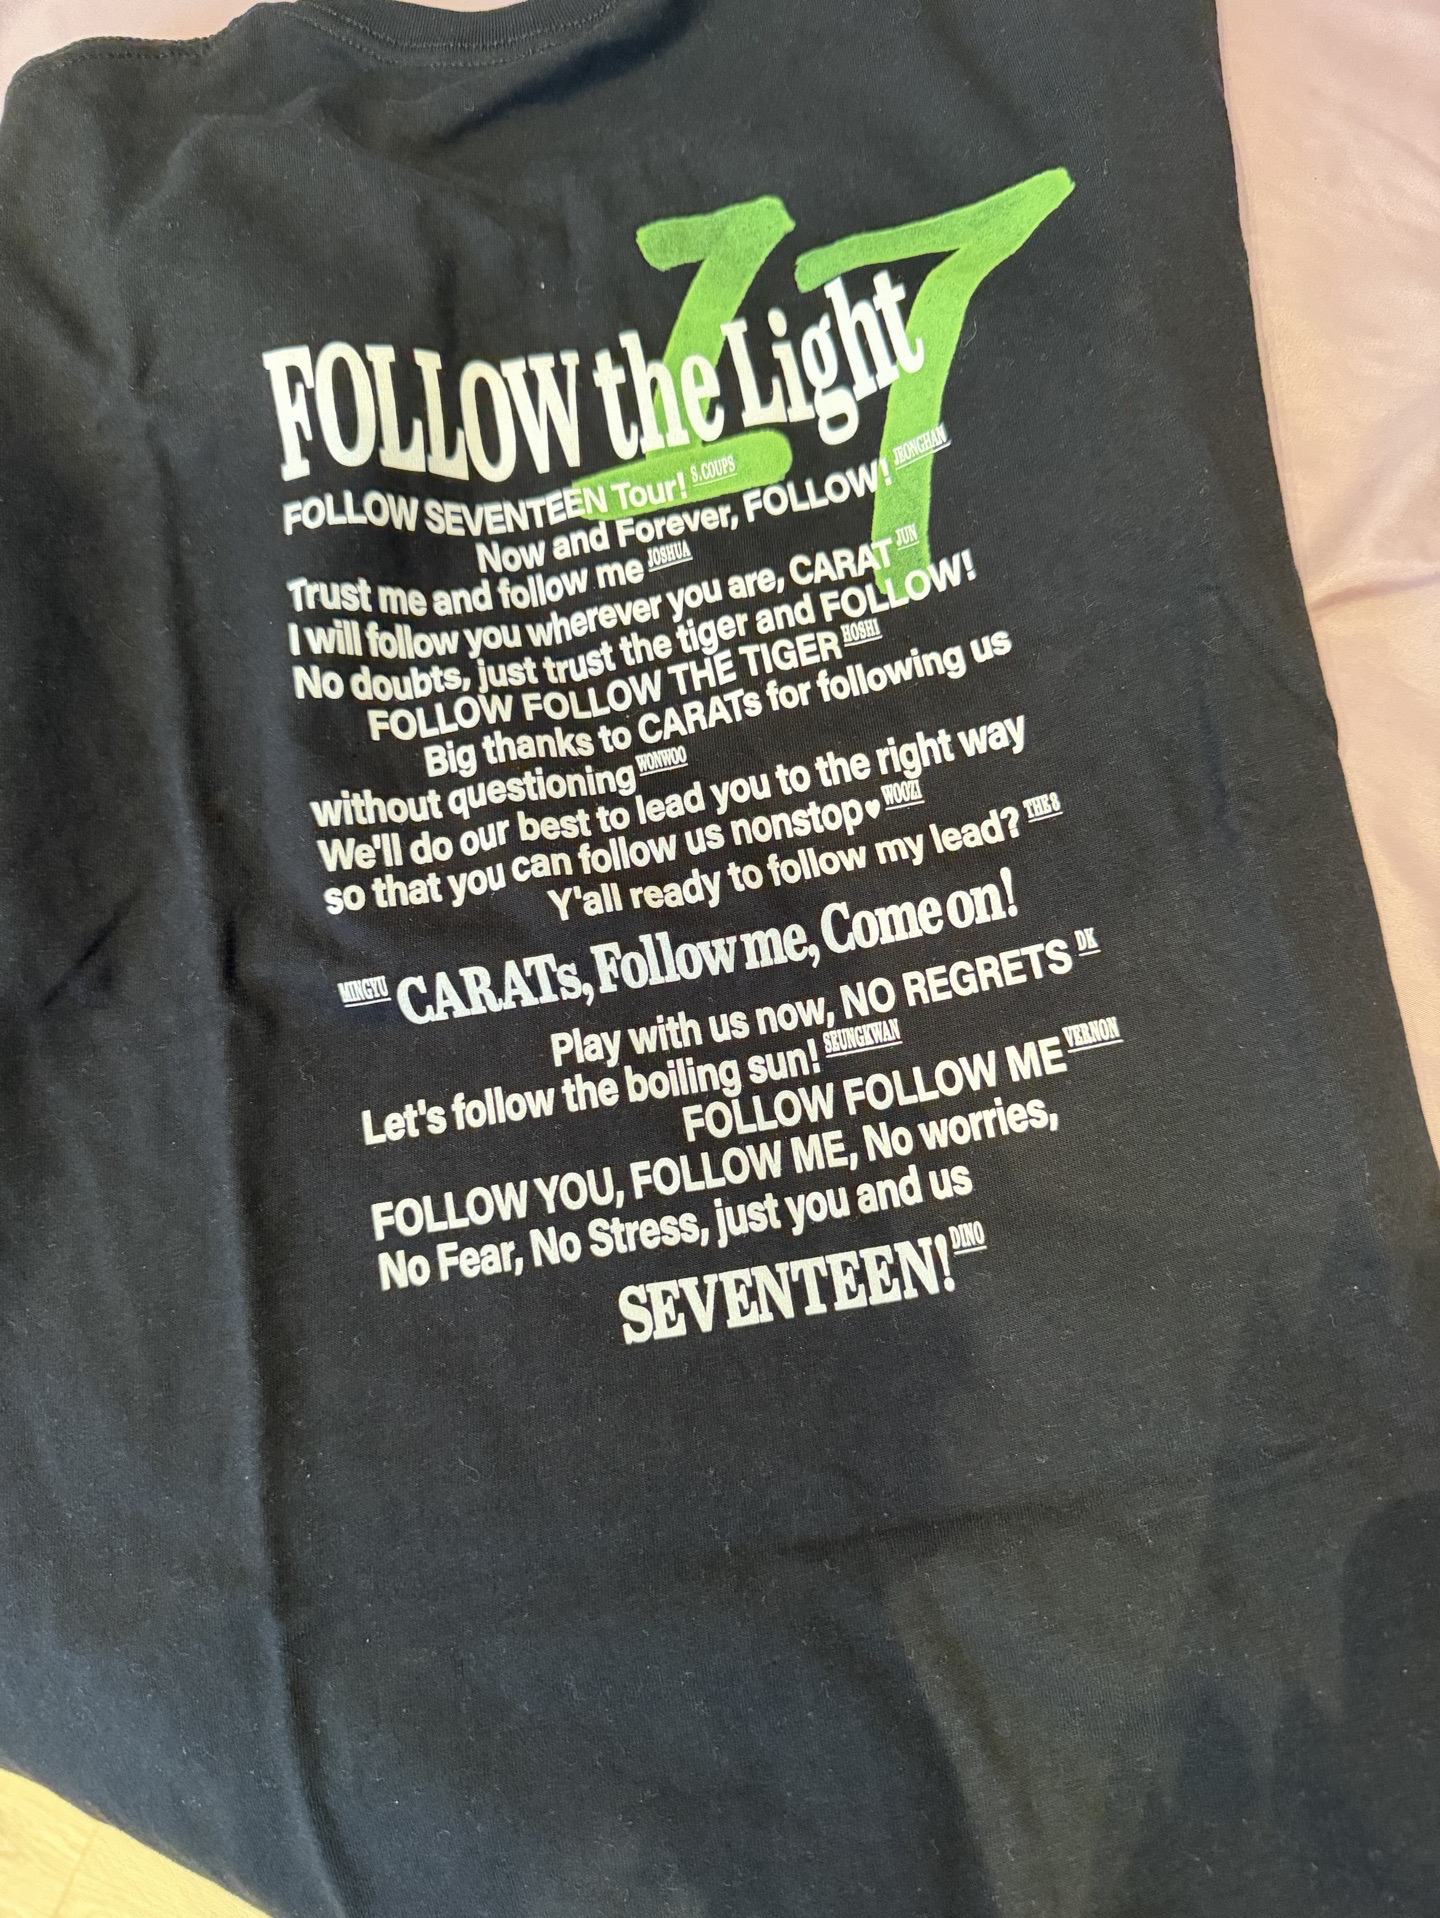 17
FOLLOW the Light
FOLLOW SEVENTEEN Tour! S.COUPS
Now and Forever, FOLLOW! JEONGHAN
Trust me and follow me JOSHUA
I will follow you wherever you are, CARAT JUN
No doubts, just trust the tiger and FOLLOW!
FOLLOW FOLLOW THE TIGER HOSHI
Big thanks to CARATs for following us
without questioning WONWOO
We'll do our best to lead you to the right way
so that you can follow us nonstop♥ WOOZI
Y'all ready to follow my lead? THE 8
MINGYU CARATs, Follow me, Come on!
Play with us now, NO REGRETS DK
Let's follow the boiling sun! SEUNGKWAN
FOLLOW FOLLOW ME VERNON
FOLLOW YOU, FOLLOW ME, No worries,
No Fear, No Stress, just you and us
SEVENTEEN! DINO